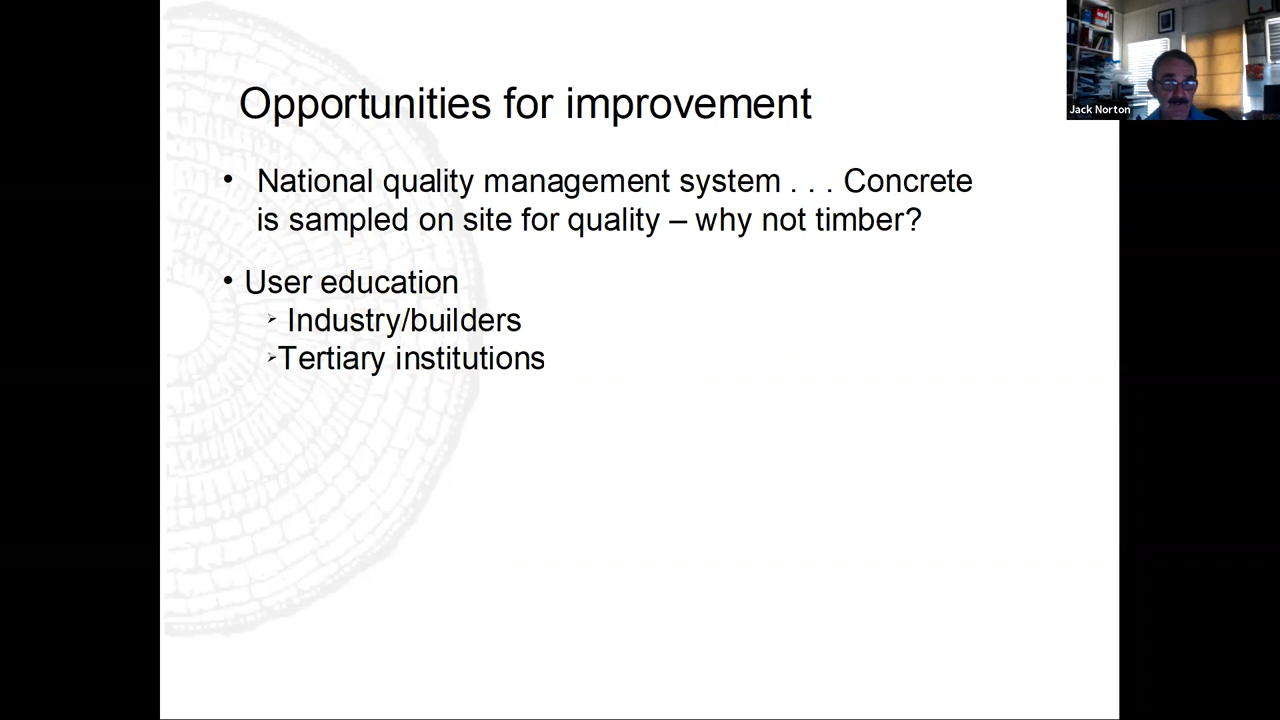 Opportunities for improvement
• National quality management system . . . Concrete
is sampled on site for quality – why not timber?
• User education
➢ Industry/builders
➢Tertiary institutions
Jack Norton